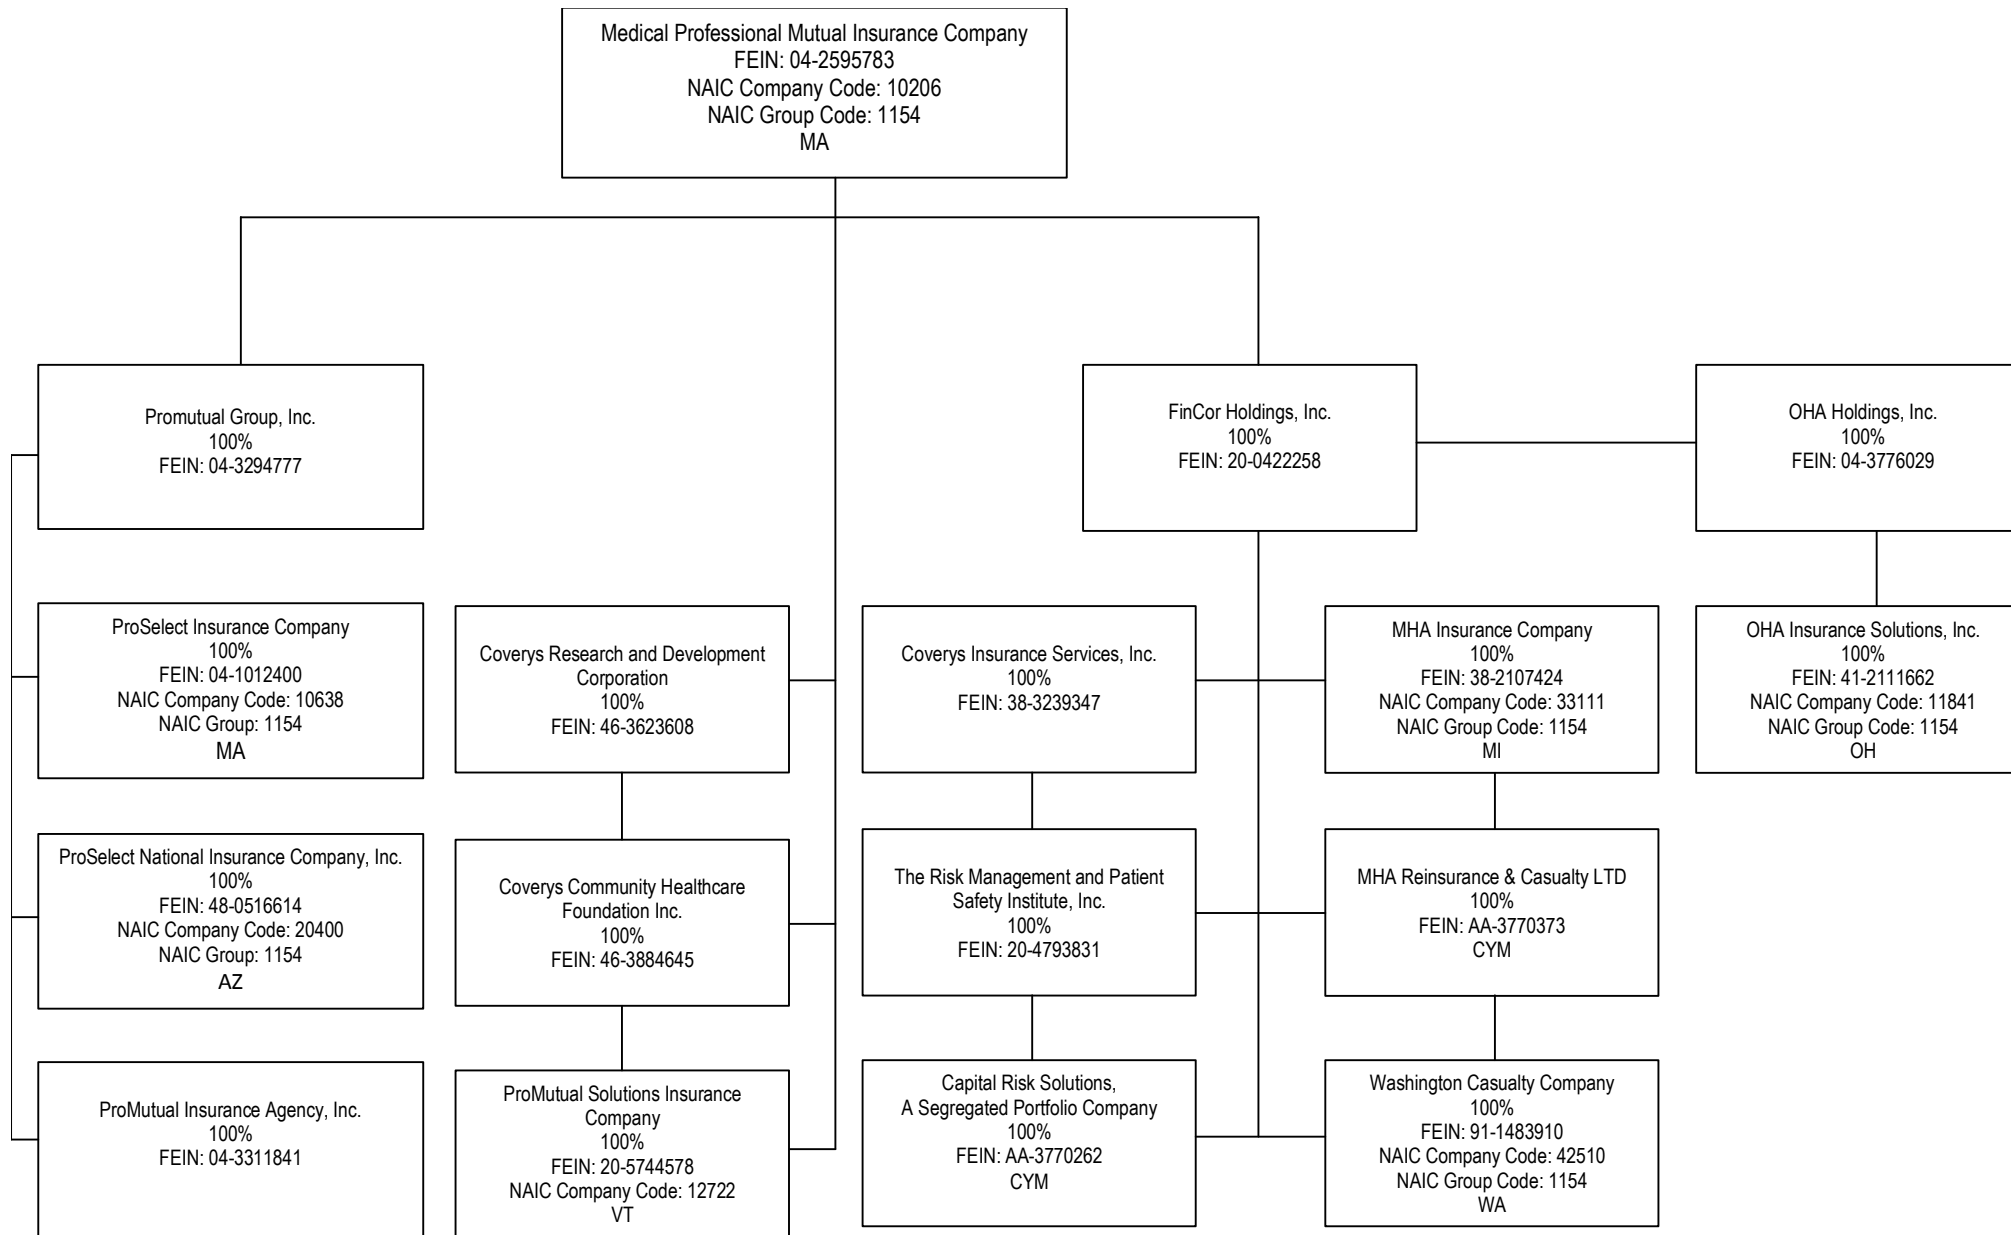 Medical Professional Mutual Insurance Company
FEIN: 04-2595783
NAIC Company Code: 10206
NAIC Group Code: 1154
MA
Promutual Group, Inc.
100%
FEIN: 04-3294777
FinCor Holdings, Inc.
100%
FEIN: 20-0422258
OHA Holdings, Inc.
100%
FEIN: 04-3776029
ProSelect Insurance Company
100%
FEIN: 04-1012400
NAIC Company Code: 10638
NAIC Group: 1154
MA
Coverys Research and Development
Corporation
100%
FEIN: 46-3623608
Coverys Insurance Services, Inc.
100%
FEIN: 38-3239347
MHA Insurance Company
100%
FEIN: 38-2107424
NAIC Company Code: 33111
NAIC Group Code: 1154
MI
OHA Insurance Solutions, Inc.
100%
FEIN: 41-2111662
NAIC Company Code: 11841
NAIC Group Code: 1154
OH
ProSelect National Insurance Company, Inc.
100%
FEIN: 48-0516614
NAIC Company Code: 20400
NAIC Group: 1154
AZ
Coverys Community Healthcare
Foundation Inc.
100%
FEIN: 46-3884645
The Risk Management and Patient
Safety Institute, Inc.
100%
FEIN: 20-4793831
MHA Reinsurance & Casualty LTD
100%
FEIN: AA-3770373
CYM
ProMutual Insurance Agency, Inc.
100%
FEIN: 04-3311841
ProMutual Solutions Insurance
Company
100%
FEIN: 20-5744578
NAIC Company Code: 12722
VT
Capital Risk Solutions,
A Segregated Portfolio Company
100%
FEIN: AA-3770262
CYM
Washington Casualty Company
100%
FEIN: 91-1483910
NAIC Company Code: 42510
NAIC Group Code: 1154
WA